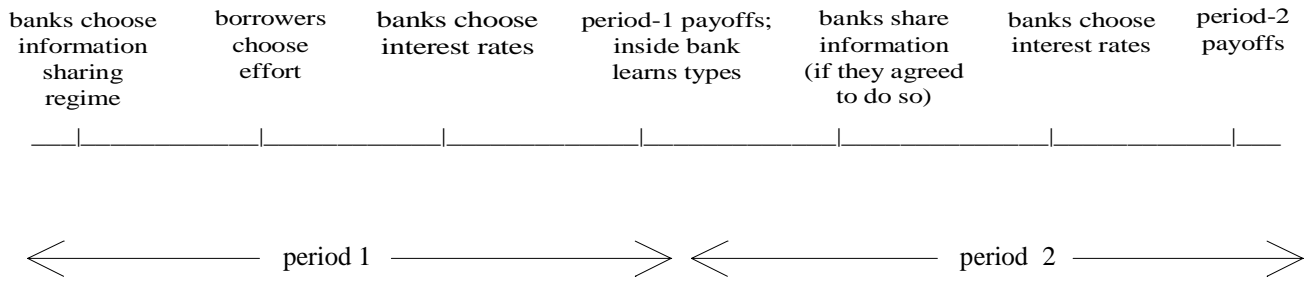 banks choose
information
sharing
regime
borrowers
choose
effort
banks choose
interest rates
period-1 payoffs;
inside bank
learns types
banks share
information
(if they agreed
to do so)
banks choose
interest rates
period-2
payoffs
period 1
period 2